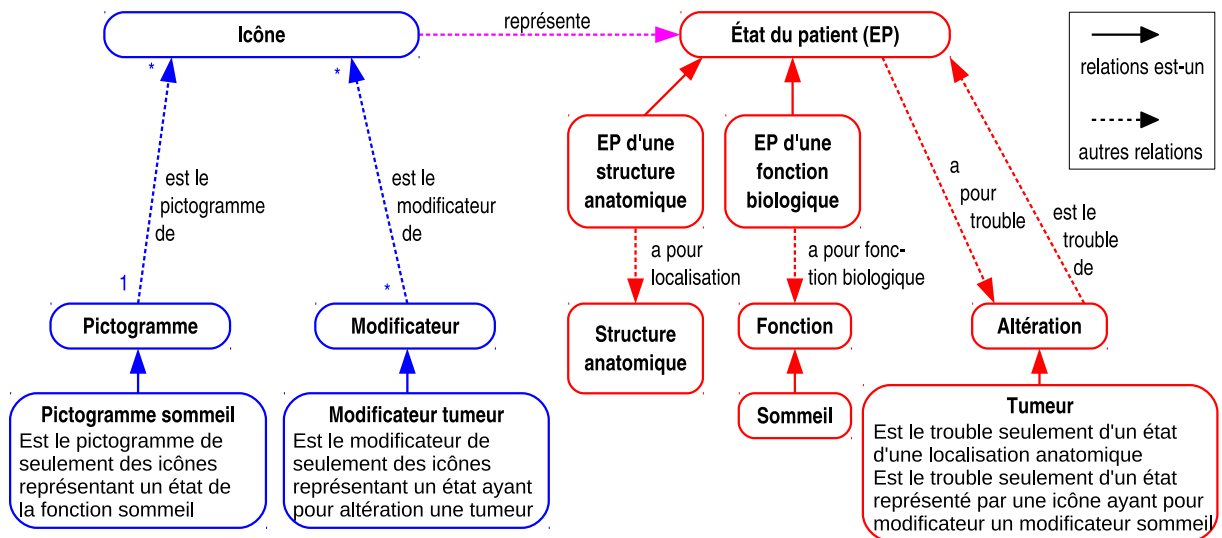 Icône
représente
État du patient (EP)
relations est-un
autres relations
*
*
est le
pictogramme
de
est le
modificateur
de
1
*
EP d'une
structure
anatomique
EP d'une
fonction
biologique
a pour
localisation
a pour fonc-
tion biologique
a
pour
trouble
est le
trouble
de
Pictogramme
Modificateur
Structure
anatomique
Fonction
Altération
Pictogramme sommeil
Est le pictogramme de
seulement des icônes
représentant un état de
la fonction sommeil
Modificateur tumeur
Est le modificateur de
seulement des icônes
représentant un état ayant
pour altération une tumeur
Sommeil
Tumeur
Est le trouble seulement d'un état
d'une localisation anatomique
Est le trouble seulement d'un état
représenté par une icône ayant pour
modificateur un modificateur sommeil